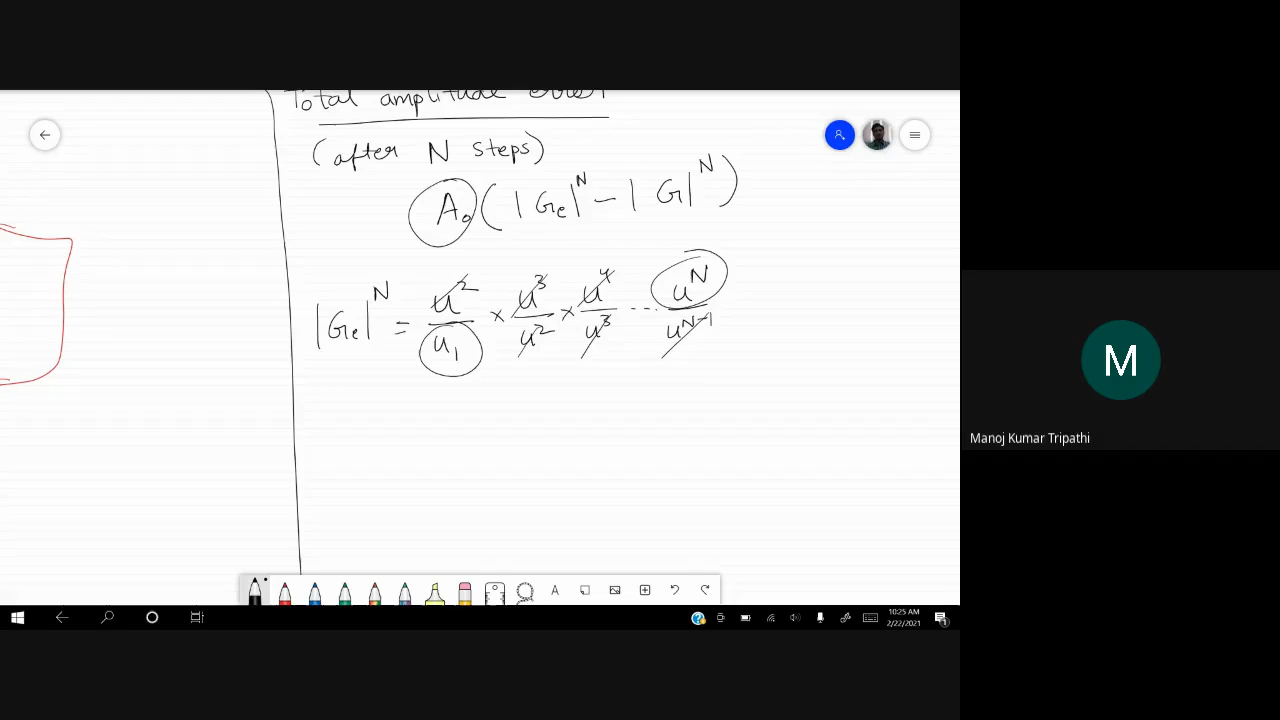 Total amplitude error
(after N steps)
A₀ ( |Gₑ|ᴺ − |G|ᴺ )
|Gₑ|ᴺ = u²/u₁ × u³/u² × u⁴/u³ ... uᴺ/uᴺ⁻¹
M
Manoj Kumar Tripathi
A
10:25 AM
2/22/2021